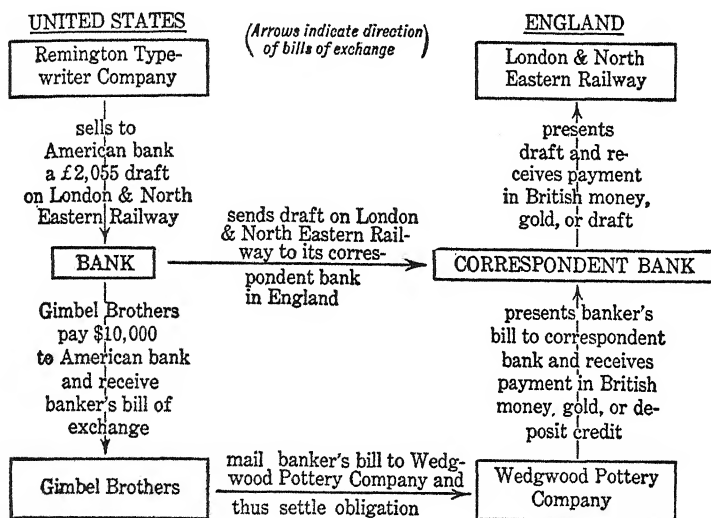 UNITED STATES
(Arrows indicate direction
of bills of exchange)
ENGLAND
Remington Type-
writer Company
London & North
Eastern Railway
sells to
American bank
a £2,055 draft
on London & North
Eastern Railway
presents
draft and re-
ceives payment
in British money,
gold, or draft
sends draft on London
& North Eastern Rail-
way to its corres-
pondent bank
in England
BANK
CORRESPONDENT BANK
Gimbel Brothers
pay $10,000
to American bank
and receive
banker's bill of
exchange
presents banker's
bill to correspondent
bank and receives
payment in British
money, gold, or de-
posit credit
Gimbel Brothers
mail banker's bill to Wedg-
wood Pottery Company and
thus settle obligation
Wedgwood Pottery
Company